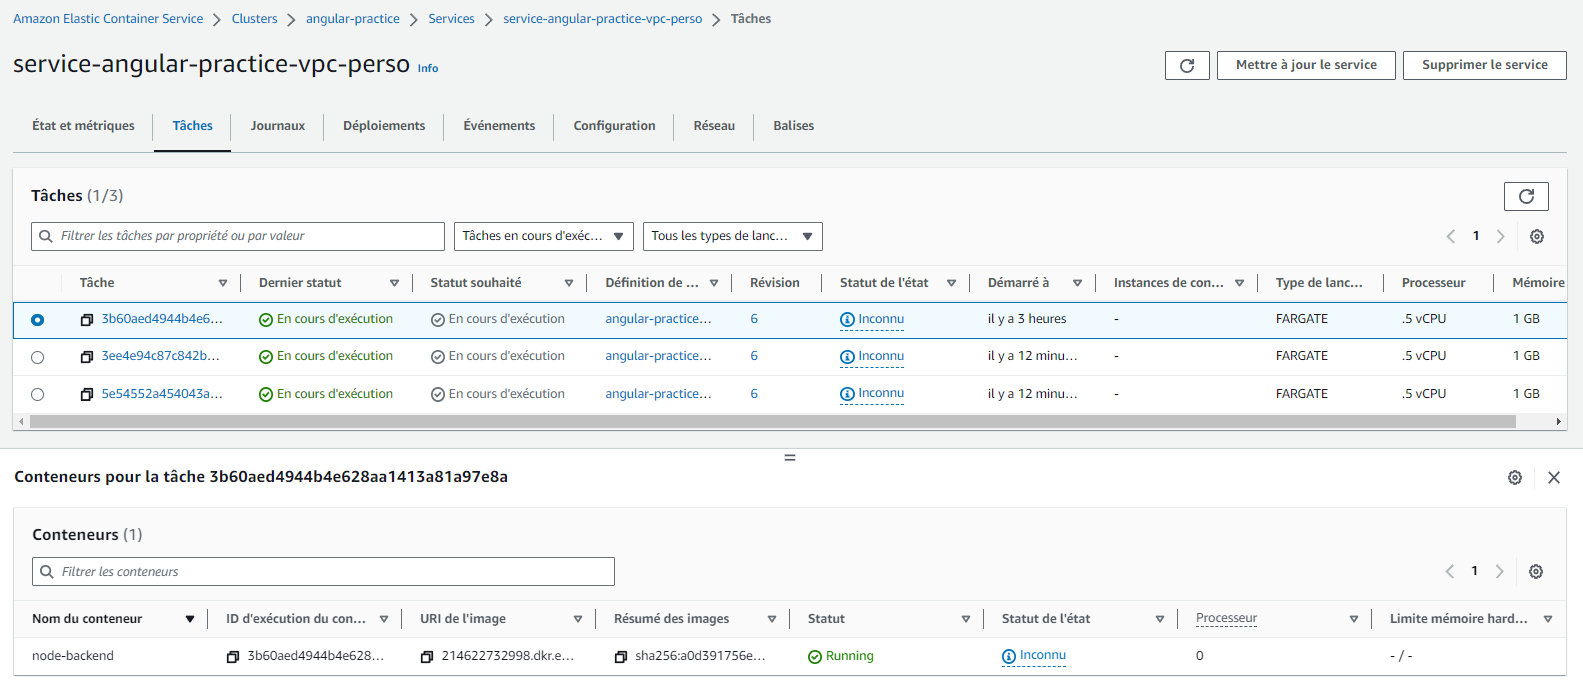 Amazon Elastic Container Service > Clusters > angular-practice > Services > service-angular-practice-vpc-perso > Tâches
service-angular-practice-vpc-perso Info
Mettre à jour le service Supprimer le service
État et métriques Tâches Journaux Déploiements Événements Configuration Réseau Balises
Tâches (1/3)
Filtrer les tâches par propriété ou par valeur Tâches en cours d'exéc... Tous les types de lanc... 1
Tâche Dernier statut Statut souhaité Définition de ... Révision Statut de l'état Démarré à Instances de con... Type de lanc... Processeur Mémoire
3b60aed4944b4e6... En cours d'exécution En cours d'exécution angular-practice... 6 Inconnu il y a 3 heures - FARGATE .5 vCPU 1 GB
3ee4e94c87c842b... En cours d'exécution En cours d'exécution angular-practice... 6 Inconnu il y a 12 minu... - FARGATE .5 vCPU 1 GB
5e54552a454043a... En cours d'exécution En cours d'exécution angular-practice... 6 Inconnu il y a 12 minu... - FARGATE .5 vCPU 1 GB
Conteneurs pour la tâche 3b60aed4944b4e628aa1413a81a97e8a
Conteneurs (1)
Filtrer les conteneurs 1
Nom du conteneur ID d'exécution du con... URI de l'image Résumé des images Statut Statut de l'état Processeur Limite mémoire hard...
node-backend 3b60aed4944b4e628... 214622732998.dkr.e... sha256:a0d391756e... Running Inconnu 0 - / -